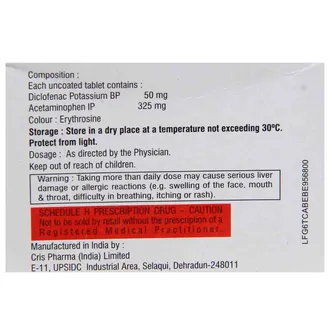 Composition :
Each uncoated tablet contains :
Diclofenac Potassium BP 50 mg
Acetaminophen IP 325 mg
Colour : Erythrosine
Storage : Store in a dry place at a temperature not exceeding 30ºC.
Protect from light.
Dosage : As directed by the Physician.
Keep out of reach of children.
Warning : Taking more than daily dose may cause serious liver
damage or allergic reactions (e.g. swelling of the face, mouth
& throat, difficulty in breathing, itching or rash).
SCHEDULE H PRESCRIPTION DRUG – CAUTION
Not to be sold by retail without the prescription of a
Registered Medical Practitioner.
Manufactured in India by :
Cris Pharma (India) Limited
E-11, UPSIDC Industrial Area, Selaqui, Dehradun-248011
LFG6TCABEBE956800